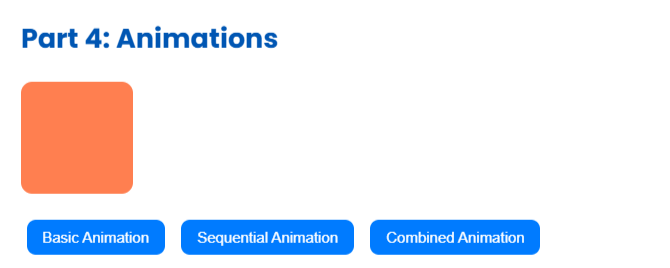 Part 4: Animations
Basic Animation
Sequential Animation
Combined Animation